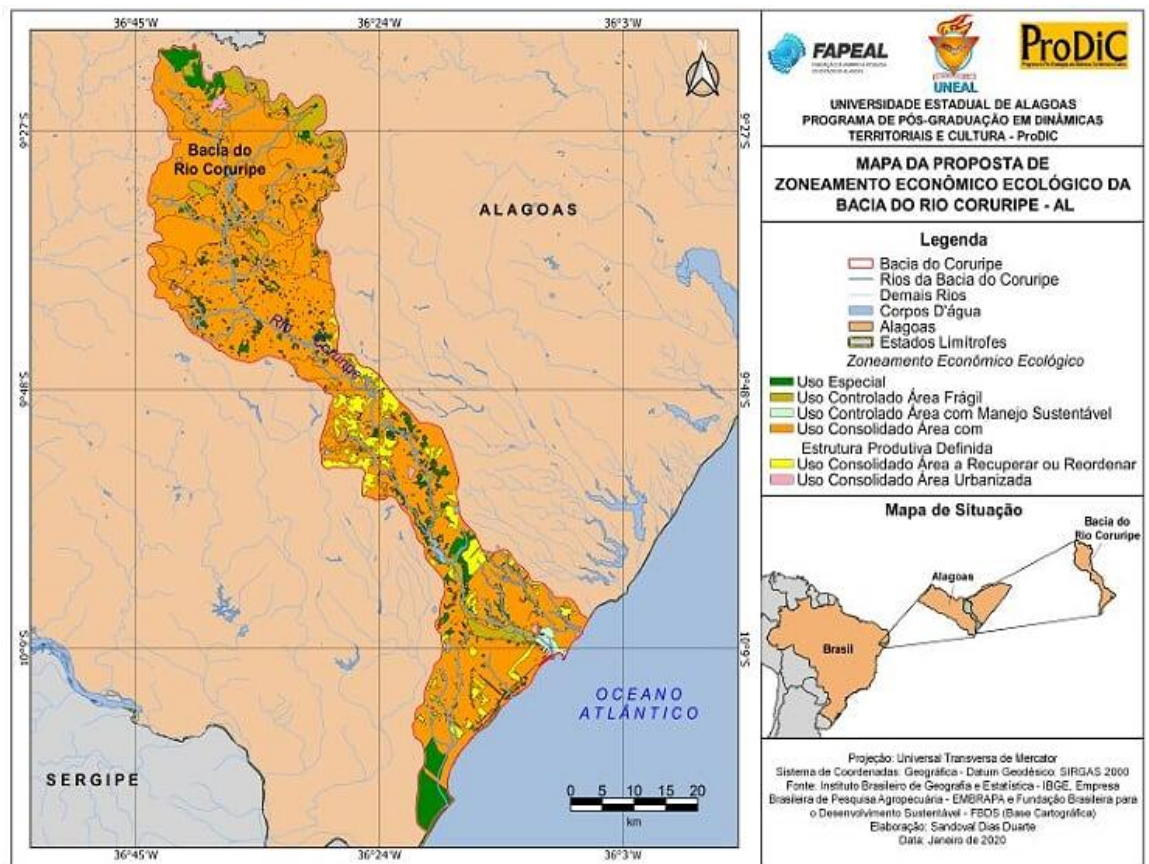 36°45'W
36°24'W
36°3'W
9°27'S
9°27'S
Bacia do
Rio Coruripe
ALAGOAS
N
Rio
Coruripe
9°48'S
9°48'S
10°9'S
10°9'S
OCEANO
ATLÂNTICO
SERGIPE
0 5 10 15 20
km
36°45'W
36°24'W
36°3'W
FAPEAL
UNEAL
ProDiC
UNIVERSIDADE ESTADUAL DE ALAGOAS
PROGRAMA DE PÓS-GRADUAÇÃO EM DINÂMICAS
TERRITORIAIS E CULTURA - ProDIC
MAPA DA PROPOSTA DE
ZONEAMENTO ECONÔMICO ECOLÓGICO DA
BACIA DO RIO CORURIPE - AL
Legenda
Bacia do Coruripe
Rios da Bacia do Coruripe
Demais Rios
Corpos D'água
Alagoas
Estados Limítrofes
Zoneamento Econômico Ecológico
Uso Especial
Uso Controlado Área Frágil
Uso Controlado Área com Manejo Sustentável
Uso Consolidado Área com
Estrutura Produtiva Definida
Uso Consolidado Área a Recuperar ou Reordenar
Uso Consolidado Área Urbanizada
Mapa de Situação
Bacia do
Rio Coruripe
Alagoas
Brasil
Projeção: Universal Transversa de Mercator
Sistema de Coordenadas: Geográfica - Datum Geodésico: SIRGAS 2000
Fonte: Instituto Brasileiro de Geografia e Estatística - IBGE, Empresa
Brasileira de Pesquisa Agropecuária - EMBRAPA e Fundação Brasileira para
o Desenvolvimento Sustentável - FBDS (Base Cartográfica)
Elaboração: Sandoval Dias Duarte
Data: Janeiro de 2020